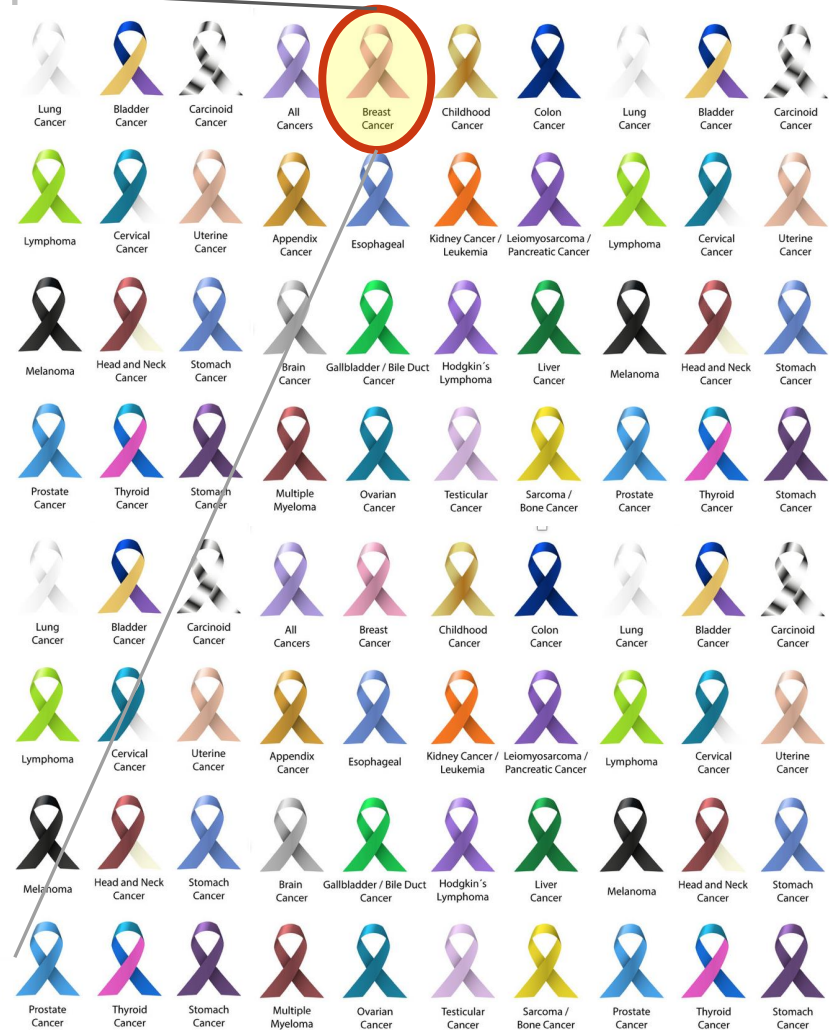 Lung
Cancer
Bladder
Cancer
Carcinoid
Cancer
All
Cancers
Breast
Cancer
Childhood
Cancer
Colon
Cancer
Lung
Cancer
Bladder
Cancer
Carcinoid
Cancer
Lymphoma
Cervical
Cancer
Uterine
Cancer
Appendix
Cancer
Esophageal
Kidney Cancer /
Leukemia
Leiomyosarcoma /
Pancreatic Cancer
Lymphoma
Cervical
Cancer
Uterine
Cancer
Melanoma
Head and Neck
Cancer
Stomach
Cancer
Brain
Cancer
Gallbladder / Bile Duct
Cancer
Hodgkin´s
Lymphoma
Liver
Cancer
Melanoma
Head and Neck
Cancer
Stomach
Cancer
Prostate
Cancer
Thyroid
Cancer
Stomach
Cancer
Multiple
Myeloma
Ovarian
Cancer
Testicular
Cancer
Sarcoma /
Bone Cancer
Prostate
Cancer
Thyroid
Cancer
Stomach
Cancer
Lung
Cancer
Bladder
Cancer
Carcinoid
Cancer
All
Cancers
Breast
Cancer
Childhood
Cancer
Colon
Cancer
Lung
Cancer
Bladder
Cancer
Carcinoid
Cancer
Lymphoma
Cervical
Cancer
Uterine
Cancer
Appendix
Cancer
Esophageal
Kidney Cancer /
Leukemia
Leiomyosarcoma /
Pancreatic Cancer
Lymphoma
Cervical
Cancer
Uterine
Cancer
Melanoma
Head and Neck
Cancer
Stomach
Cancer
Brain
Cancer
Gallbladder / Bile Duct
Cancer
Hodgkin´s
Lymphoma
Liver
Cancer
Melanoma
Head and Neck
Cancer
Stomach
Cancer
Prostate
Cancer
Thyroid
Cancer
Stomach
Cancer
Multiple
Myeloma
Ovarian
Cancer
Testicular
Cancer
Sarcoma /
Bone Cancer
Prostate
Cancer
Thyroid
Cancer
Stomach
Cancer